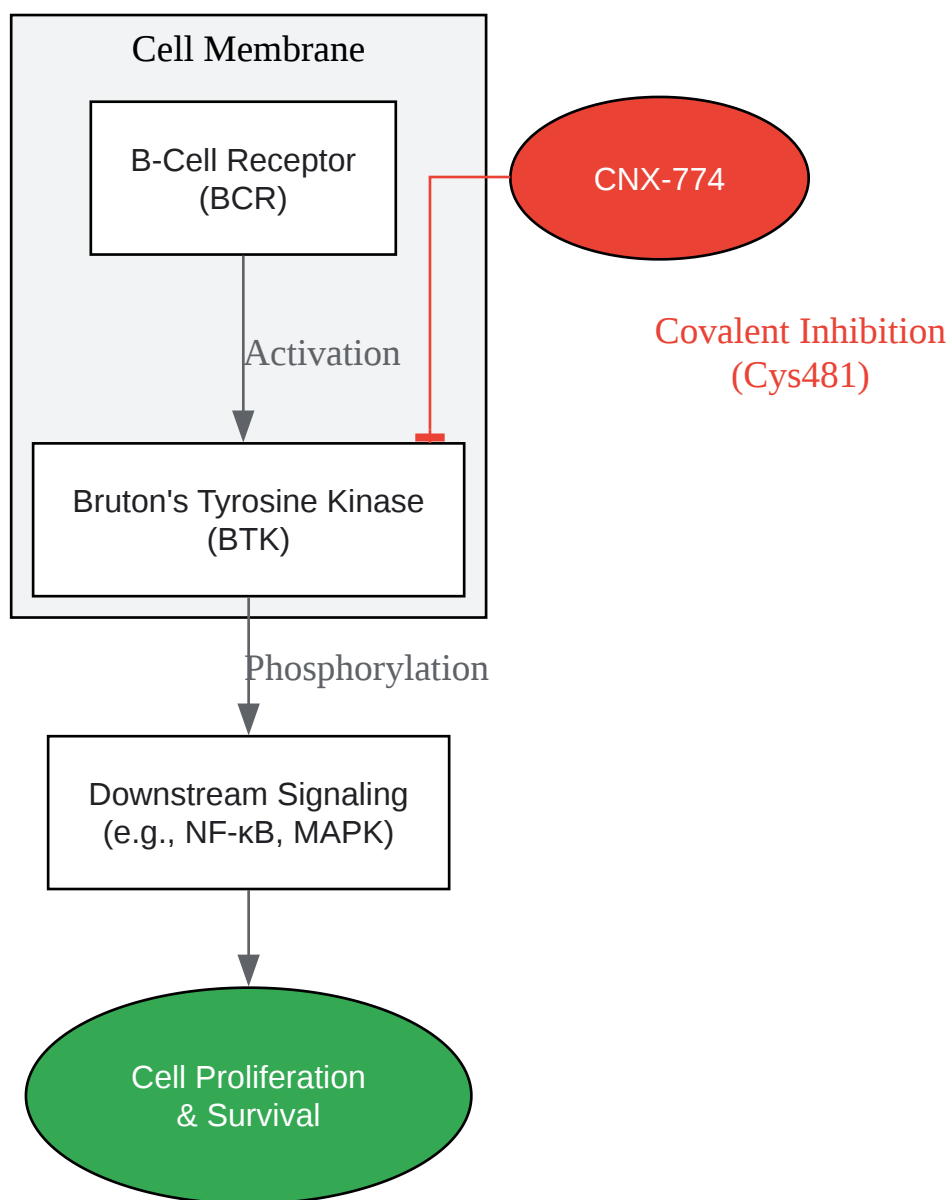 Cell Membrane
B-Cell Receptor
(BCR)
CNX-774
Covalent Inhibition
(Cys481)
Activation
Bruton's Tyrosine Kinase
(BTK)
Phosphorylation
Downstream Signaling
(e.g., NF-κB, MAPK)
Cell Proliferation
& Survival